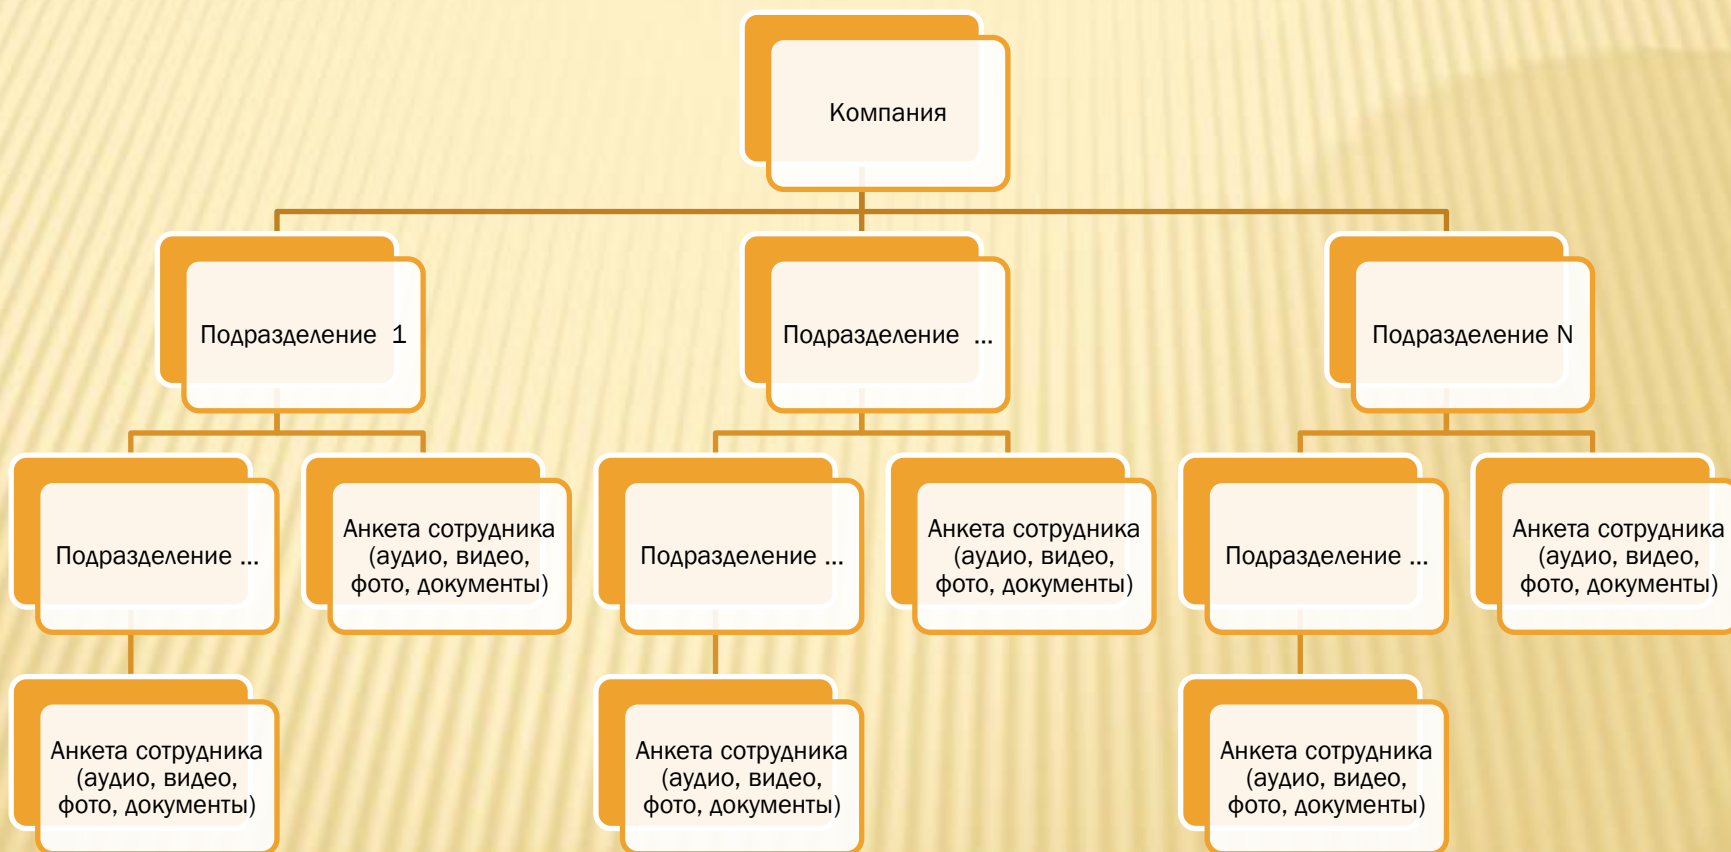 Компания
Подразделение 1
Подразделение ...
Подразделение N
Подразделение ...
Анкета сотрудника
(аудио, видео,
фото, документы)
Подразделение ...
Анкета сотрудника
(аудио, видео,
фото, документы)
Подразделение ...
Анкета сотрудника
(аудио, видео,
фото, документы)
Анкета сотрудника
(аудио, видео,
фото, документы)
Анкета сотрудника
(аудио, видео,
фото, документы)
Анкета сотрудника
(аудио, видео,
фото, документы)